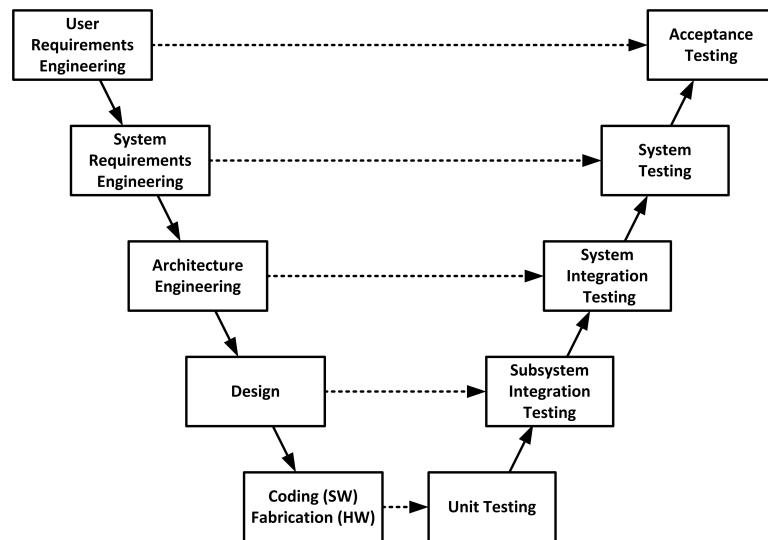 User
Requirements
Engineering
Acceptance
Testing
System
Requirements
Engineering
System
Testing
Architecture
Engineering
System
Integration
Testing
Design
Subsystem
Integration
Testing
Coding (SW)
Fabrication (HW)
Unit Testing